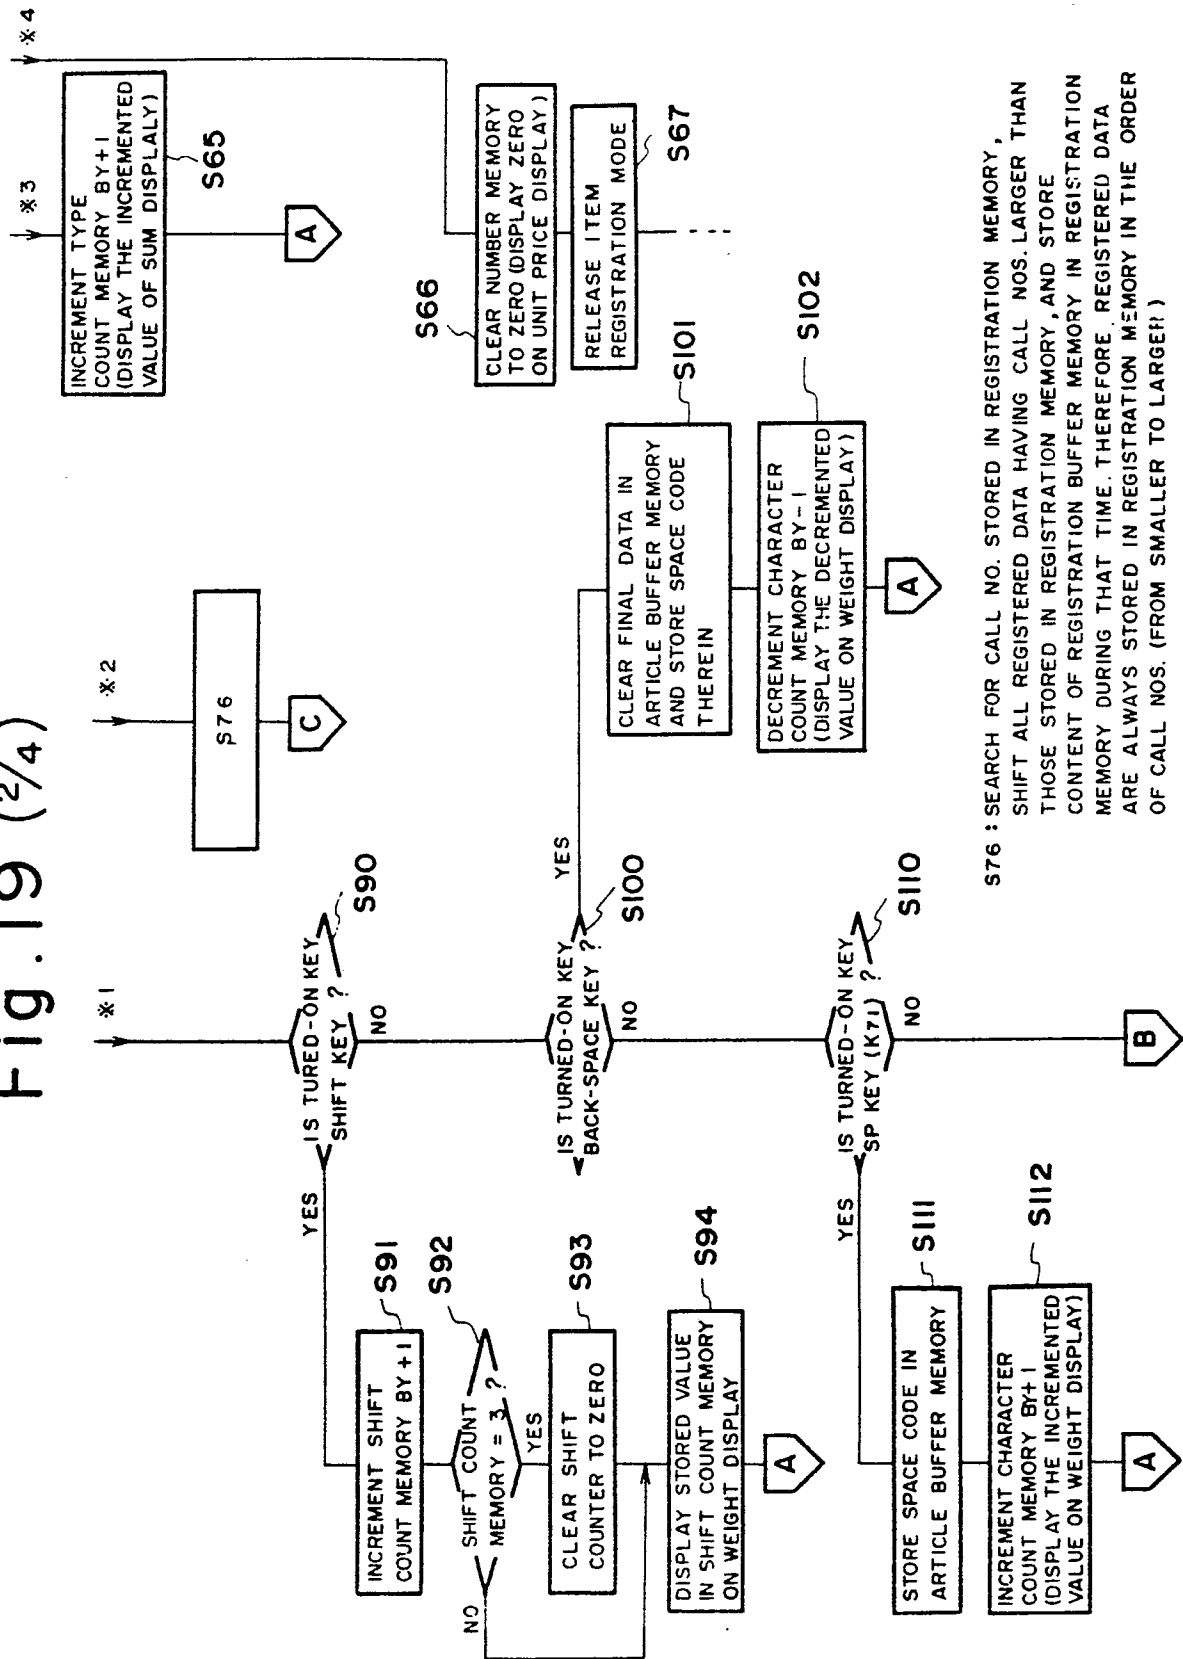 Fig. 19 (2/4)
※1
IS TURED-ON KEY
SHIFT KEY ?
S90
YES
NO
INCREMENT SHIFT
COUNT MEMORY BY +1
S91
SHIFT COUNT
MEMORY = 3 ?
S92
NO
YES
CLEAR SHIFT
COUNTER TO ZERO
S93
DISPLAY STORED VALUE
IN SHIFT COUNT MEMORY
ON WEIGHT DISPLAY
S94
A
IS TURNED-ON KEY
BACK-SPACE KEY ?
S100
YES
NO
CLEAR FINAL DATA IN
ARTICLE BUFFER MEMORY
AND STORE SPACE CODE
THEREIN
S101
DECREMENT CHARACTER
COUNT MEMORY BY-1
(DISPLAY THE DECREMENTED
VALUE ON WEIGHT DISPLAY)
S102
A
IS TURNED-ON KEY
SP KEY (K71) ?
S110
YES
NO
STORE SPACE CODE IN
ARTICLE BUFFER MEMORY
S111
INCREMENT CHARACTER
COUNT MEMORY BY+1
(DISPLAY THE INCREMENTED
VALUE ON WEIGHT DISPLAY)
S112
A
B
※2
S76
C
※3
INCREMENT TYPE
COUNT MEMORY BY+1
(DISPLAY THE INCREMENTED
VALUE OF SUM DISPLALY)
S65
A
※4
S66
CLEAR NUMBER MEMORY
TO ZERO (DISPLAY ZERO
ON UNIT PRICE DISPLAY)
RELEASE ITEM
REGISTRATION MODE
S67
S76 : SEARCH FOR CALL NO. STORED IN REGISTRATION MEMORY,
SHIFT ALL REGISTERED DATA HAVING CALL NOS. LARGER THAN
THOSE STORED IN REGISTRATION MEMORY, AND STORE
CONTENT OF REGISTRATION BUFFER MEMORY IN REGISTRATION
MEMORY DURING THAT TIME. THEREFORE, REGISTERED DATA
ARE ALWAYS STORED IN REGISTRATION MEMORY IN THE ORDER
OF CALL NOS. (FROM SMALLER TO LARGER)